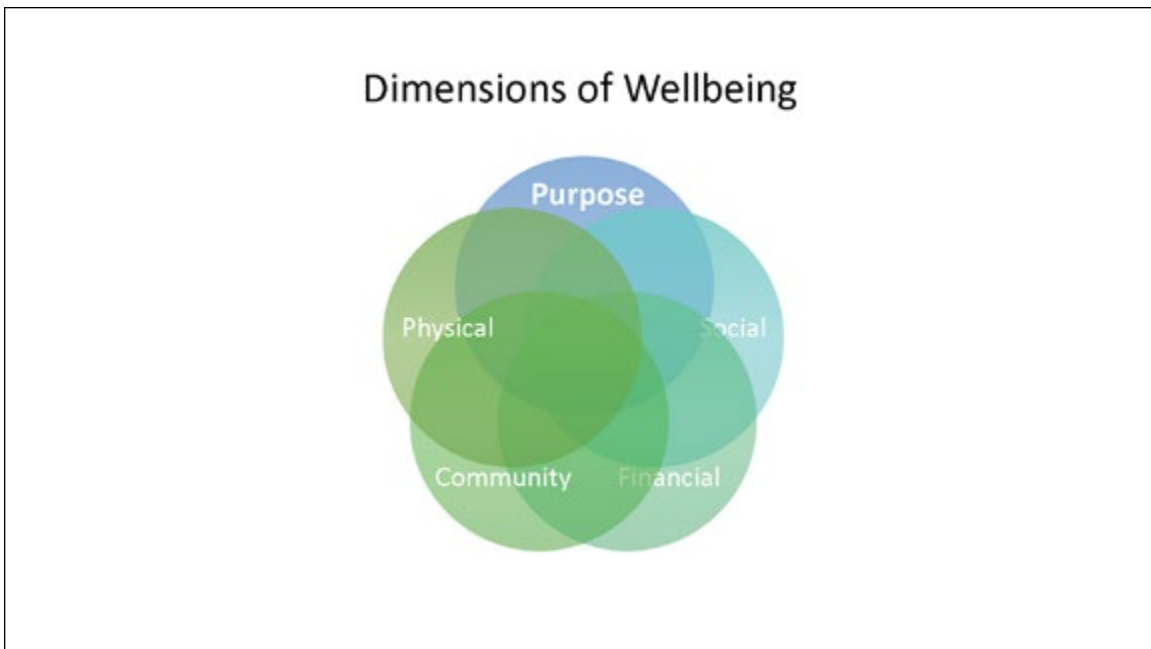 Dimensions of Wellbeing
Purpose
Physical
Social
Community
Financial